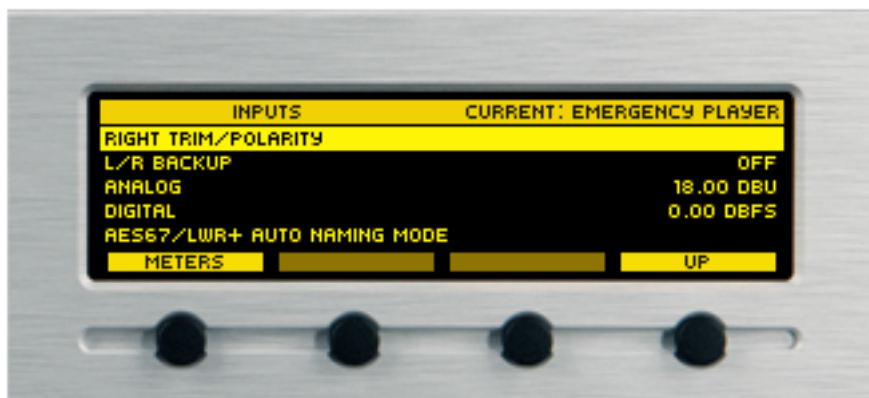 INPUTS CURRENT: EMERGENCY PLAYER
RIGHT TRIM/POLARITY
L/R BACKUP OFF
ANALOG 18.00 DBU
DIGITAL 0.00 DBFS
AES67/LWR+ AUTO NAMING MODE
METERS UP